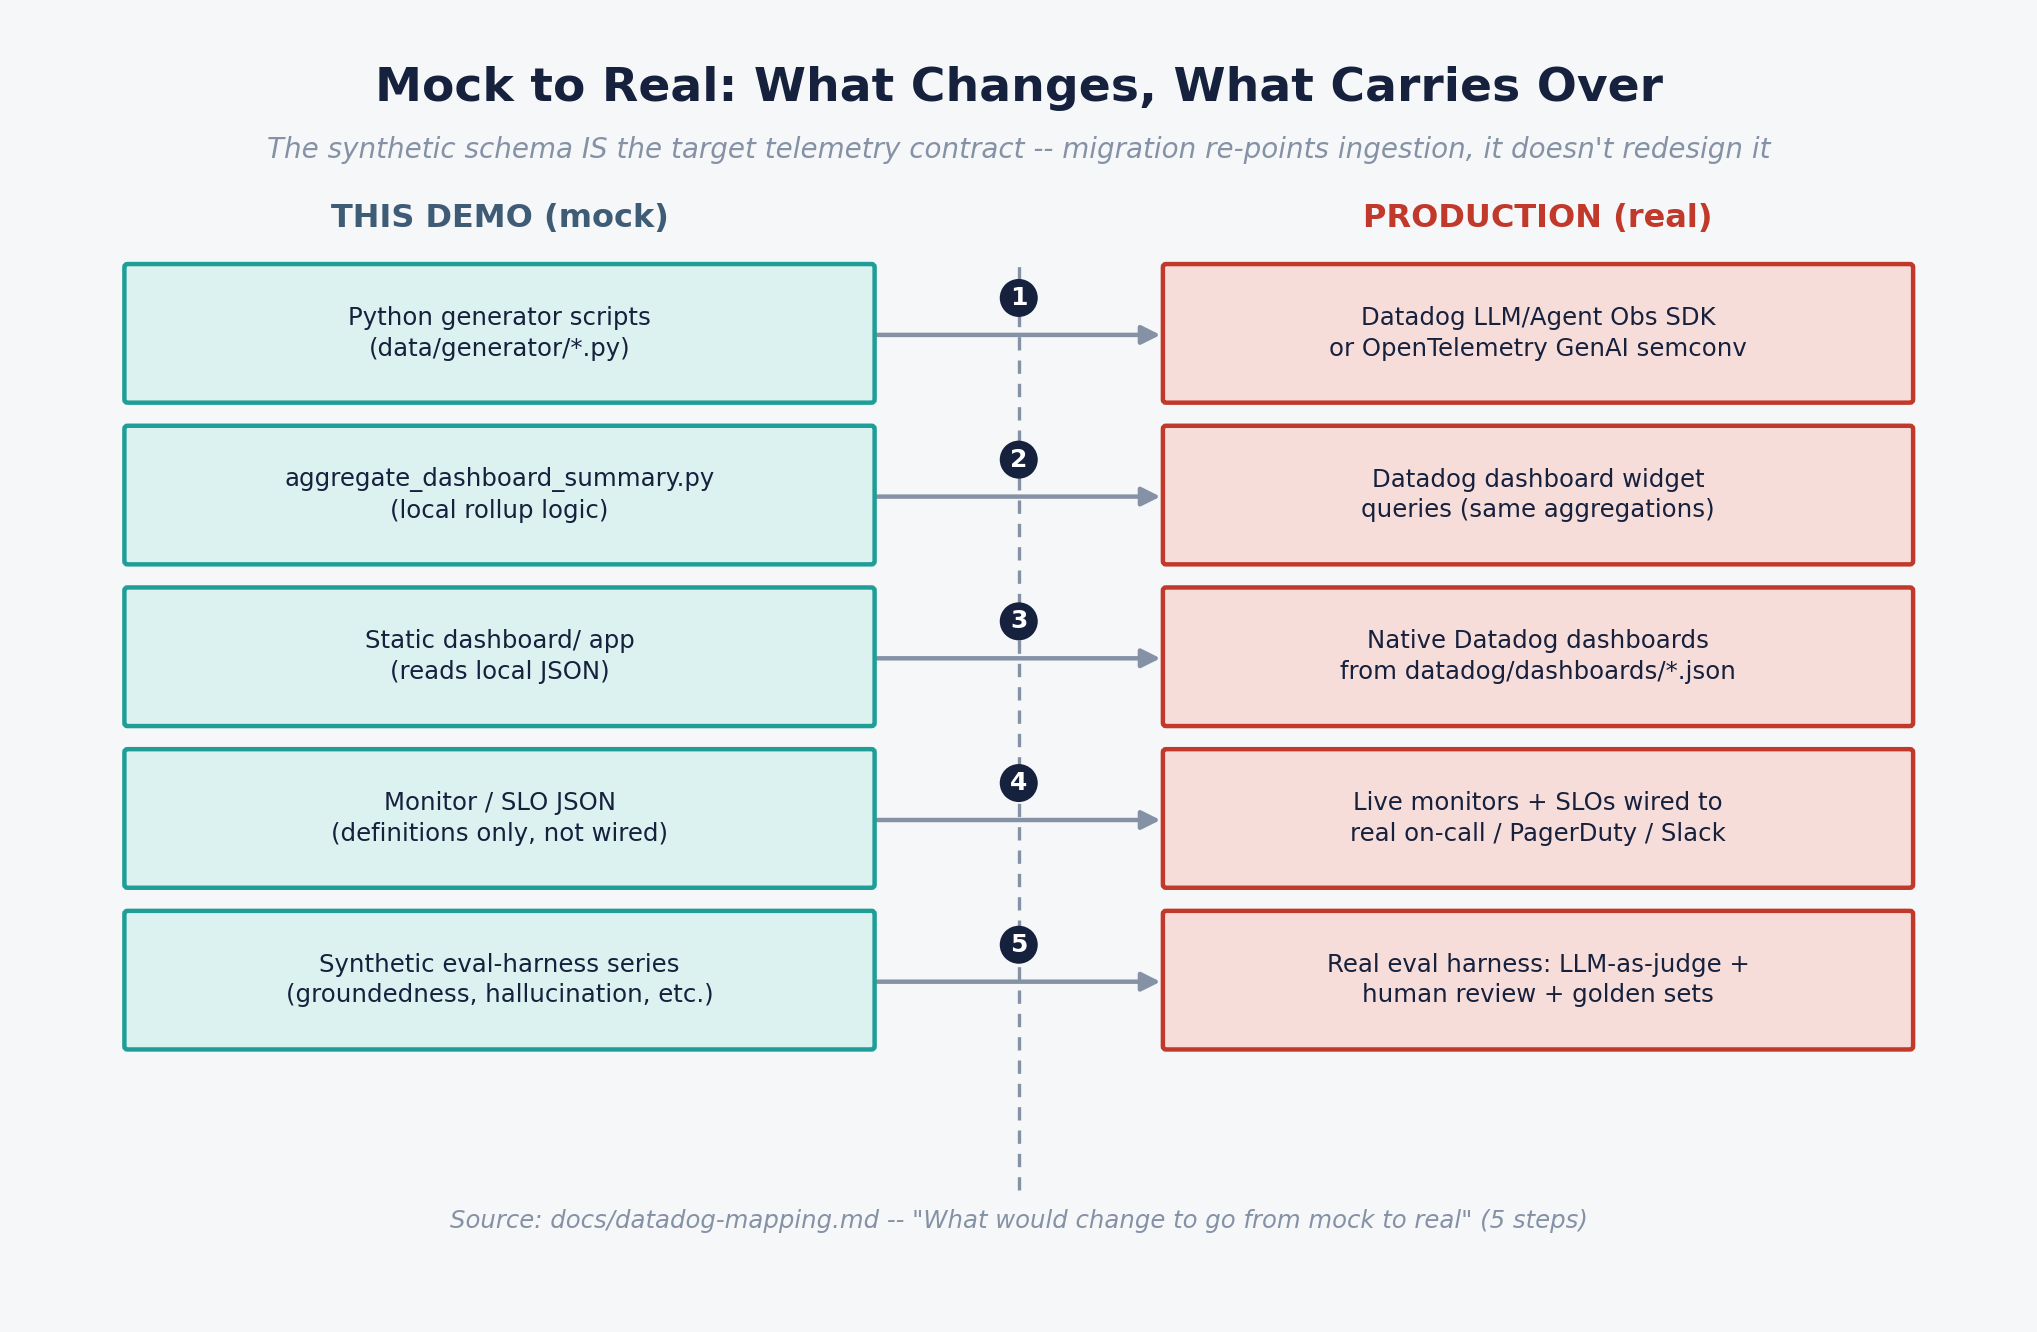 Mock to Real: What Changes, What Carries Over
The synthetic schema IS the target telemetry contract -- migration re-points ingestion, it doesn't redesign it
THIS DEMO (mock)
PRODUCTION (real)
Python generator scripts
(data/generator/*.py)
1
Datadog LLM/Agent Obs SDK
or OpenTelemetry GenAI semconv
aggregate_dashboard_summary.py
(local rollup logic)
2
Datadog dashboard widget
queries (same aggregations)
Static dashboard/ app
(reads local JSON)
3
Native Datadog dashboards
from datadog/dashboards/*.json
Monitor / SLO JSON
(definitions only, not wired)
4
Live monitors + SLOs wired to
real on-call / PagerDuty / Slack
Synthetic eval-harness series
(groundedness, hallucination, etc.)
5
Real eval harness: LLM-as-judge +
human review + golden sets
Source: docs/datadog-mapping.md -- "What would change to go from mock to real" (5 steps)